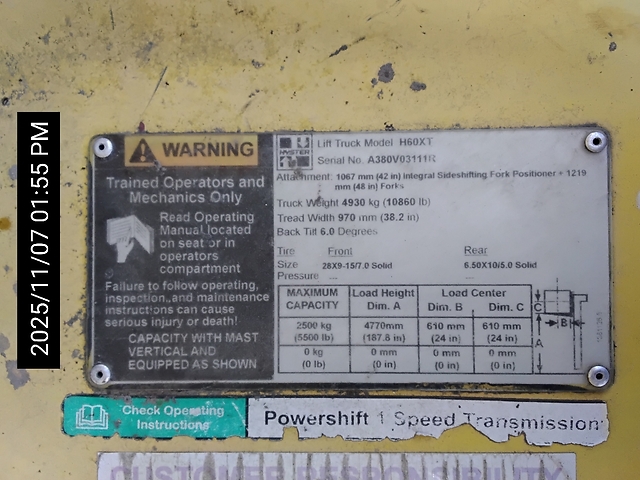 2025/11/07 01:55 PM
WARNING
Trained Operators and
Mechanics Only
Read Operating
Manual located
on seat or in
operators
compartment
Failure to follow operating,
inspection, and maintenance
instructions can cause
serious injury or death!
CAPACITY WITH MAST
VERTICAL AND
EQUIPPED AS SHOWN
HYSTER
Lift Truck Model H60XT
Serial No. A380V03111R
Attachment: 1067 mm (42 in) Integral Sideshifting Fork Positioner + 1219
mm (48 in) Forks
Truck Weight 4930 kg (10860 lb)
Tread Width 970 mm (38.2 in)
Back Tilt 6.0 Degrees
Tire Front Rear
Size 28X9-15/7.0 Solid 6.50X10/5.0 Solid
Pressure --- ---
MAXIMUM CAPACITY Load Height Dim. A Load Center Dim. B Dim. C
2500 kg 4770mm 610 mm 610 mm
(5500 lb) (187.8 in) (24 in) (24 in)
0 kg 0 mm 0 mm 0 mm
(0 lb) (0 in) (0 in) (0 in)
C
B
A
Check Operating
Instructions
Powershift 1 Speed Transmission
CUSTOMER RESPONSIBILITY